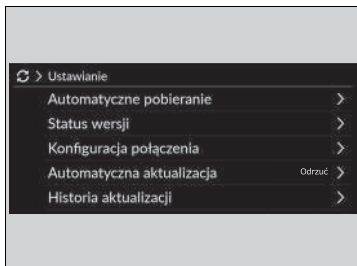 > Ustawianie
Automatyczne pobieranie >
Status wersji >
Konfiguracja połączenia >
Automatyczna aktualizacja Odrzuć >
Historia aktualizacji >